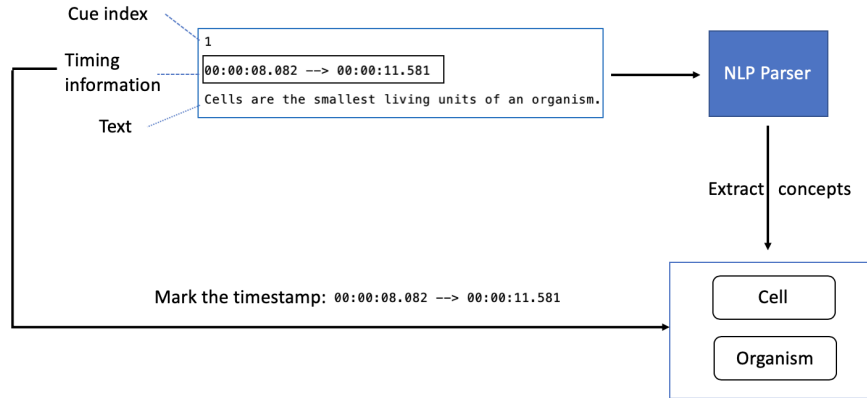 Cue index
1
Timing
information
00:00:08.082 --> 00:00:11.581
NLP Parser
Cells are the smallest living units of an organism.
Text
Extract concepts
Mark the timestamp: 00:00:08.082 --> 00:00:11.581
Cell
Organism